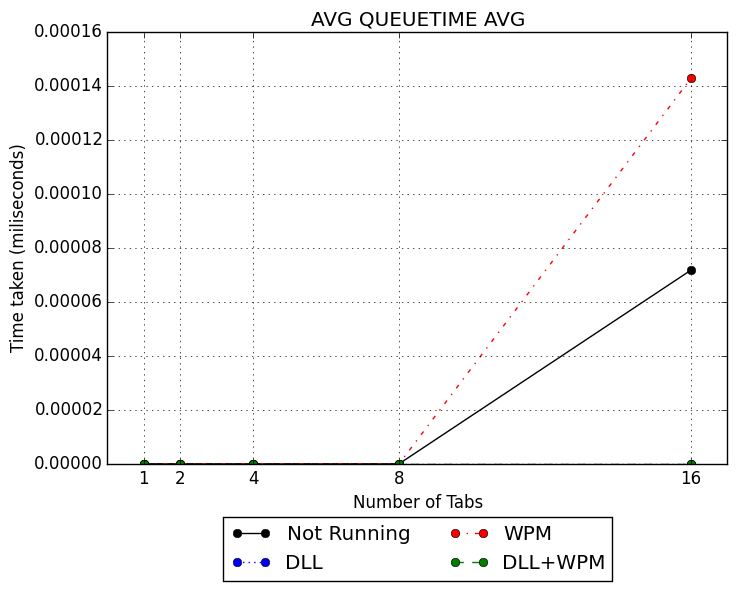 AVG QUEUETIME AVG
0.00016
0.00014
0.00012
0.00010
0.00008
0.00006
0.00004
0.00002
0.00000
Time taken (miliseconds)
1 2 4 8 16
Number of Tabs
Not Running WPM
DLL DLL+WPM